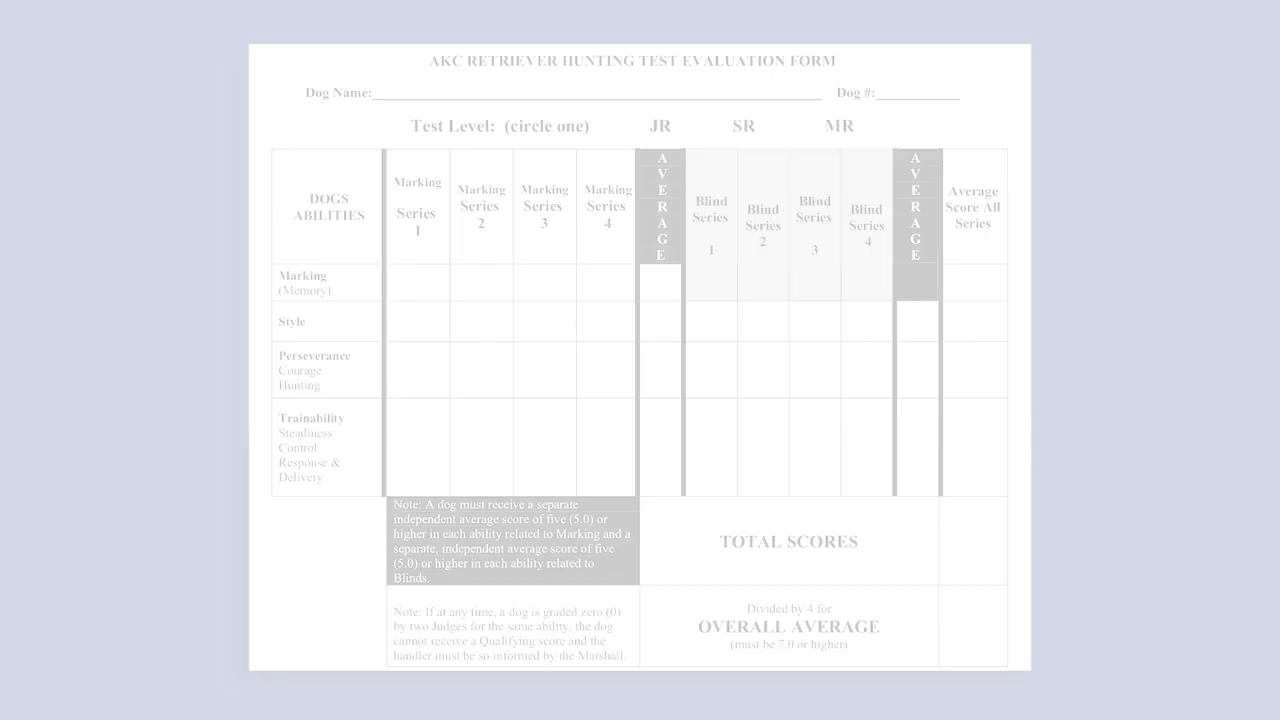 AKC RETRIEVER HUNTING TEST EVALUATION FORM
Dog Name: Dog #:
Test Level: (circle one) JR SR MR
DOGS
ABILITIES
Marking
Series
1
Marking
Series
2
Marking
Series
3
Marking
Series
4
A
V
E
R
A
G
E
Blind
Series
1
Blind
Series
2
Blind
Series
3
Blind
Series
4
A
V
E
R
A
G
E
Average
Score All
Series
Marking
(Memory)
Style
Perseverance
Courage
Hunting
Trainability
Steadiness
Control
Response &
Delivery
Note: A dog must receive a separate
independent average score of five (5.0) or
higher in each ability related to Marking and a
separate, independent average score of five
(5.0) or higher in each ability related to
Blinds.
TOTAL SCORES
Note: If at any time, a dog is graded zero (0)
by two Judges for the same ability, the dog
cannot receive a Qualifying score and the
handler must be so informed by the Marshall.
Divided by 4 for
OVERALL AVERAGE
(must be 7.0 or higher)